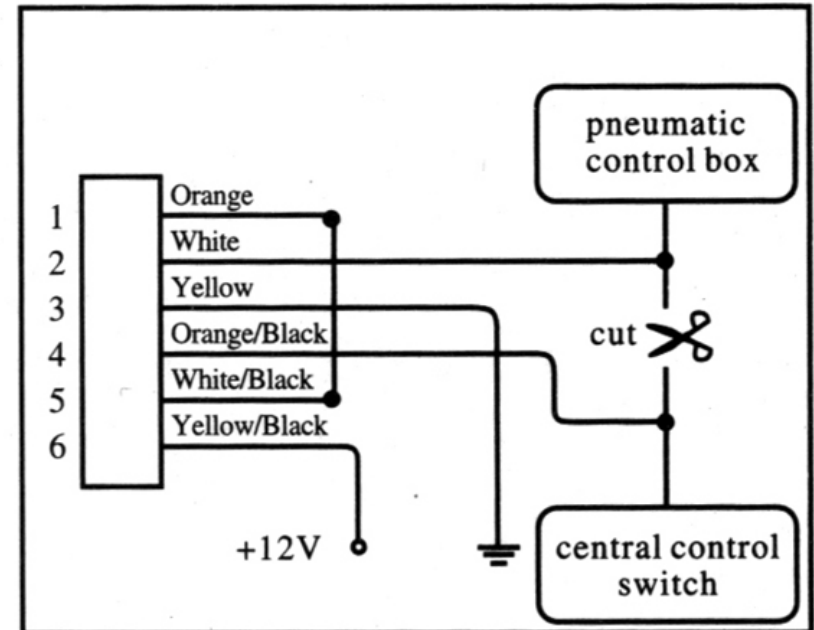 pneumatic
control box
1 Orange
2 White
3 Yellow
4 Orange/Black
5 White/Black
6 Yellow/Black
cut
+12V
central control
switch